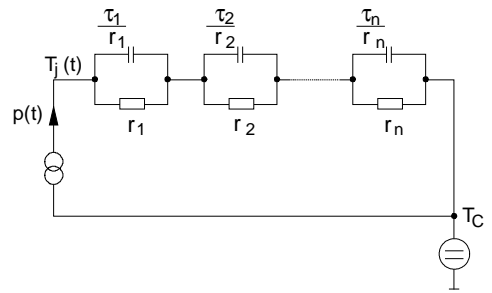 τ1 τ2 τn
r1 r2 rn
Tj (t)
p(t)
r1 r2 rn
TC